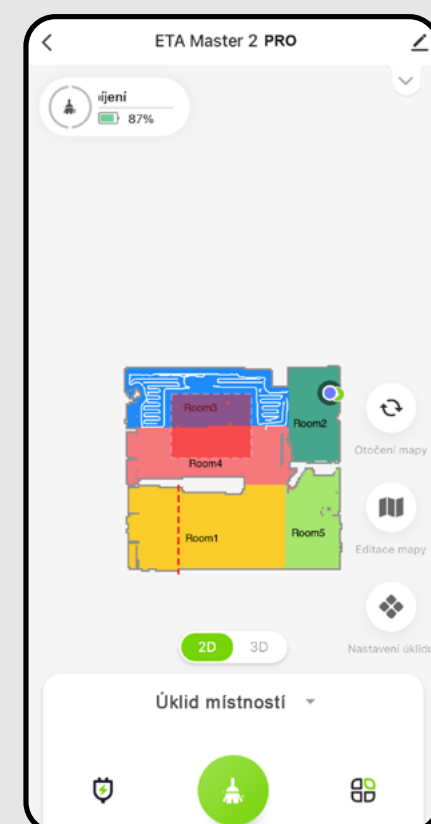 ETA Master 2 PRO
íjení
87%
Room3
Room2
Room4
Otočení mapy
Room1
Room5
Editace mapy
2D 3D
Nastavení úklidu
Úklid místností